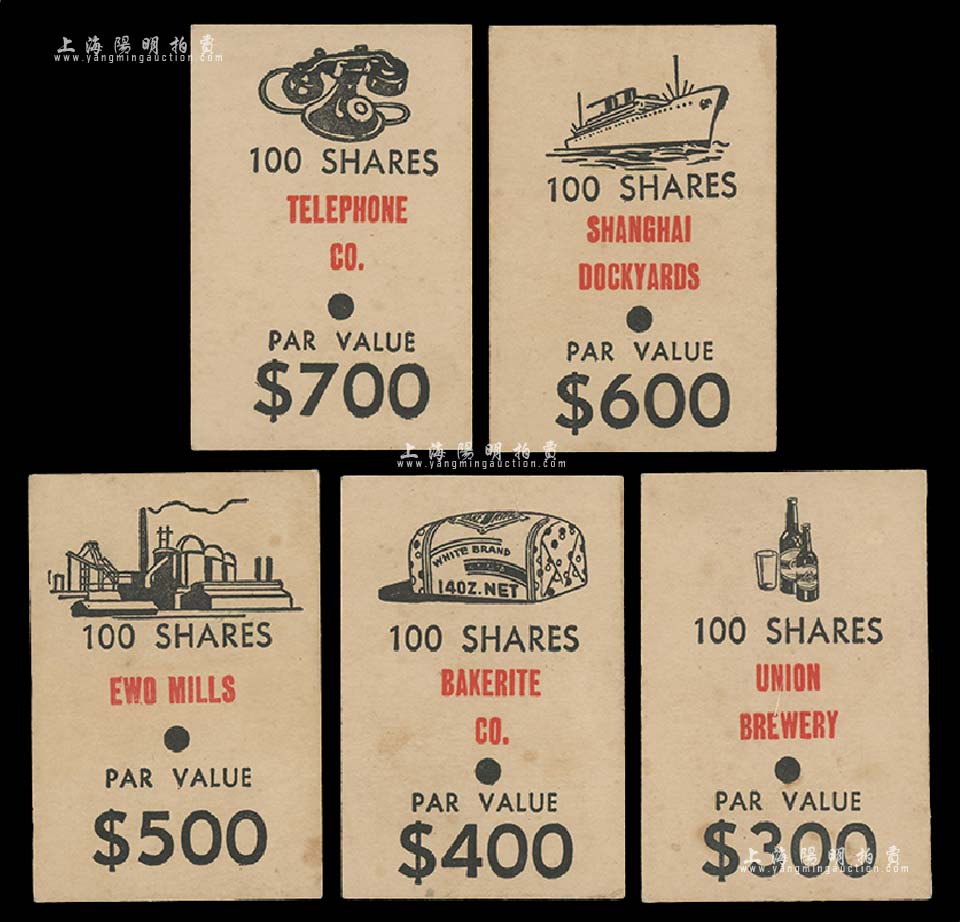 上海陽明拍賣
www.yangmingauction.com
100 SHARES
TELEPHONE
CO.
PAR VALUE
$700
100 SHARES
SHANGHAI
DOCKYARDS
PAR VALUE
$600
上海陽明拍賣
www.yangmingauction.com
100 SHARES
EWO MILLS
PAR VALUE
$500
WHITE BRAND
14OZ.NET
100 SHARES
BAKERITE
CO.
PAR VALUE
$400
100 SHARES
UNION
BREWERY
PAR VALUE
$300
上海陽明拍賣
www.yangmingauction.com